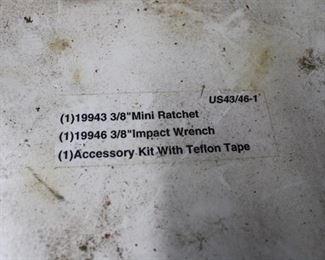 US43/46-1
(1)19943 3/8"Mini Ratchet
(1)19946 3/8"Impact Wrench
(1)Accessory Kit With Teflon Tape